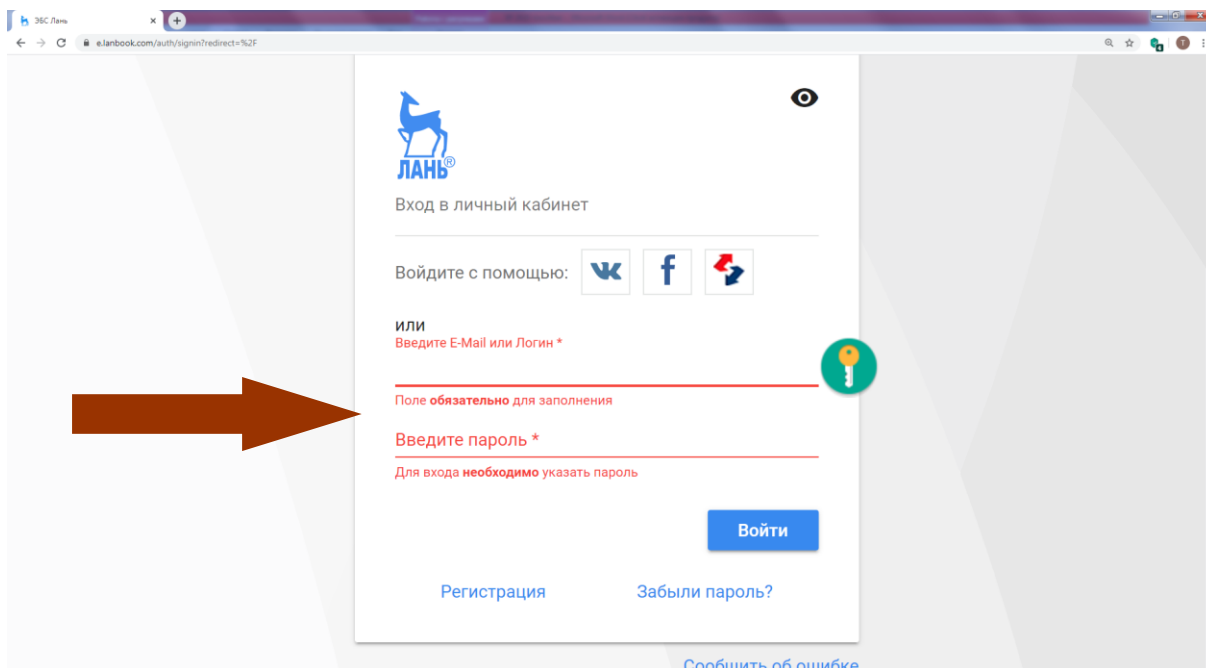 ЭБС Лань
e.lanbook.com/auth/signin?redirect=%2F
T
ЛАНЬ®
Вход в личный кабинет
Войдите с помощью:
или
Введите E-Mail или Логин *
Поле обязательно для заполнения
Введите пароль *
Для входа необходимо указать пароль
Войти
Регистрация Забыли пароль?
Сообщить об ошибке